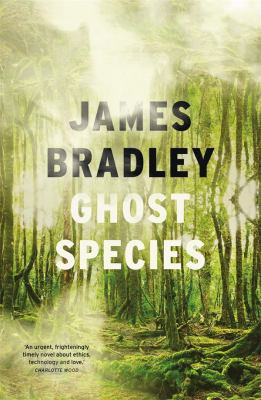 JAMES
BRADLEY
GHOST
SPECIES
'An urgent, frighteningly
timely novel about ethics,
technology and love.'
CHARLOTTE WOOD